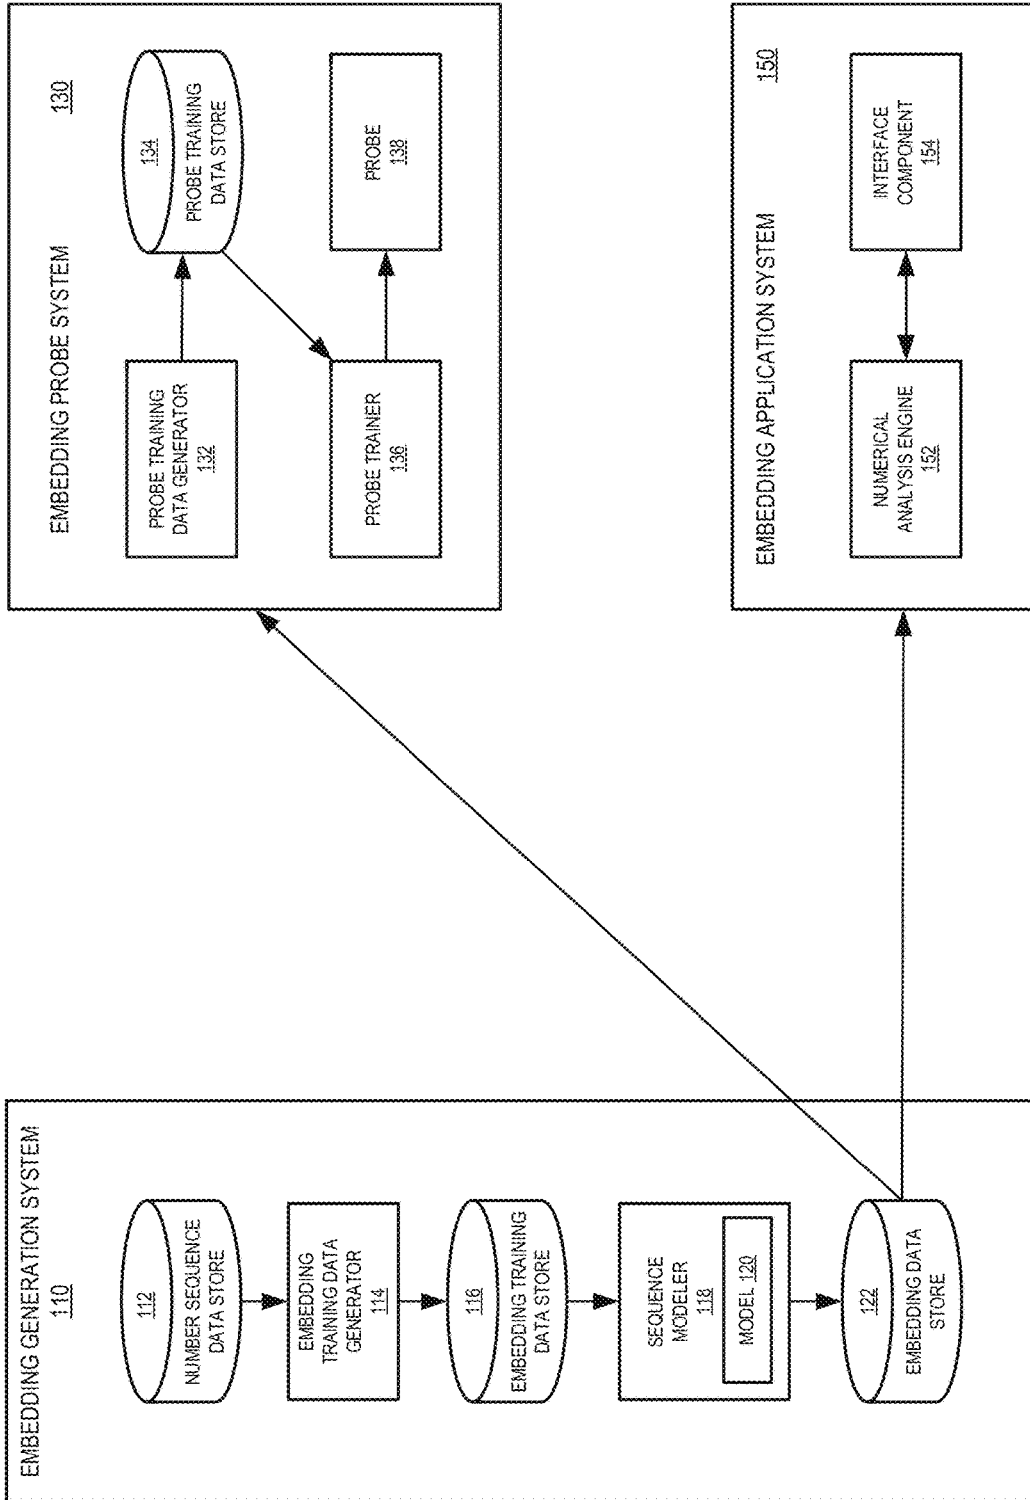 EMBEDDING GENERATION SYSTEM
110
112
NUMBER SEQUENCE
DATA STORE
EMBEDDING
TRAINING DATA
GENERATOR
114
116
EMBEDDING TRAINING
DATA STORE
SEQUENCE
MODELER
118
MODEL 120
122
EMBEDDING DATA
STORE
EMBEDDING PROBE SYSTEM
130
PROBE TRAINING
DATA GENERATOR
132
134
PROBE TRAINING
DATA STORE
PROBE TRAINER
136
PROBE
138
EMBEDDING APPLICATION SYSTEM
150
NUMERICAL
ANALYSIS ENGINE
152
INTERFACE
COMPONENT
154